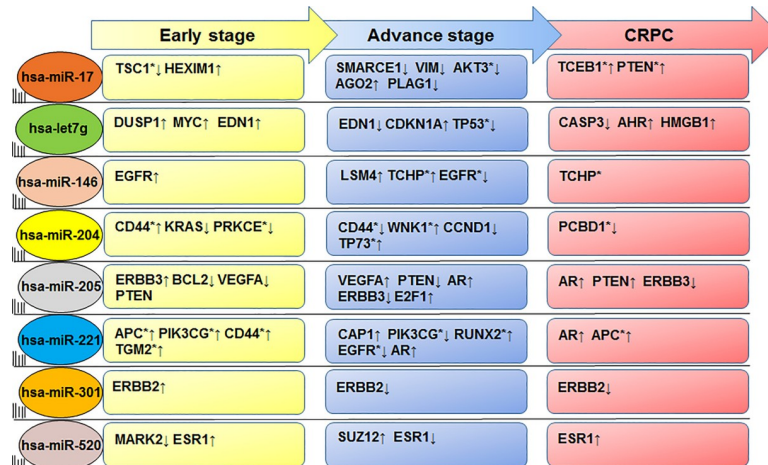 Early stage
Advance stage
CRPC
hsa-miR-17
TSC1*↓ HEXIM1↑
SMARCE1↓ VIM↓ AKT3*↓
AGO2↑ PLAG1↓
TCEB1*↑ PTEN*↑
hsa-let7g
DUSP1↑ MYC↑ EDN1↑
EDN1↓ CDKN1A↑ TP53*↓
CASP3↓ AHR↑ HMGB1↑
hsa-miR-146
EGFR↑
LSM4↑ TCHP*↑ EGFR*↓
TCHP*
hsa-miR-204
CD44*↑ KRAS↓ PRKCE*↓
CD44*↓ WNK1*↑ CCND1↓
TP73*↑
PCBD1*↓
hsa-miR-205
ERBB3↑ BCL2↓ VEGFA↓
PTEN
VEGFA↑ PTEN↓ AR↑
ERBB3↓ E2F1↑
AR↑ PTEN↑ ERBB3↓
hsa-miR-221
APC*↑ PIK3CG*↑ CD44*↑
TGM2*↑
CAP1↑ PIK3CG*↓ RUNX2*↑
EGFR*↓ AR↑
AR↑ APC*↑
hsa-miR-301
ERBB2↑
ERBB2↓
ERBB2↓
hsa-miR-520
MARK2↓ ESR1↑
SUZ12↑ ESR1↓
ESR1↑